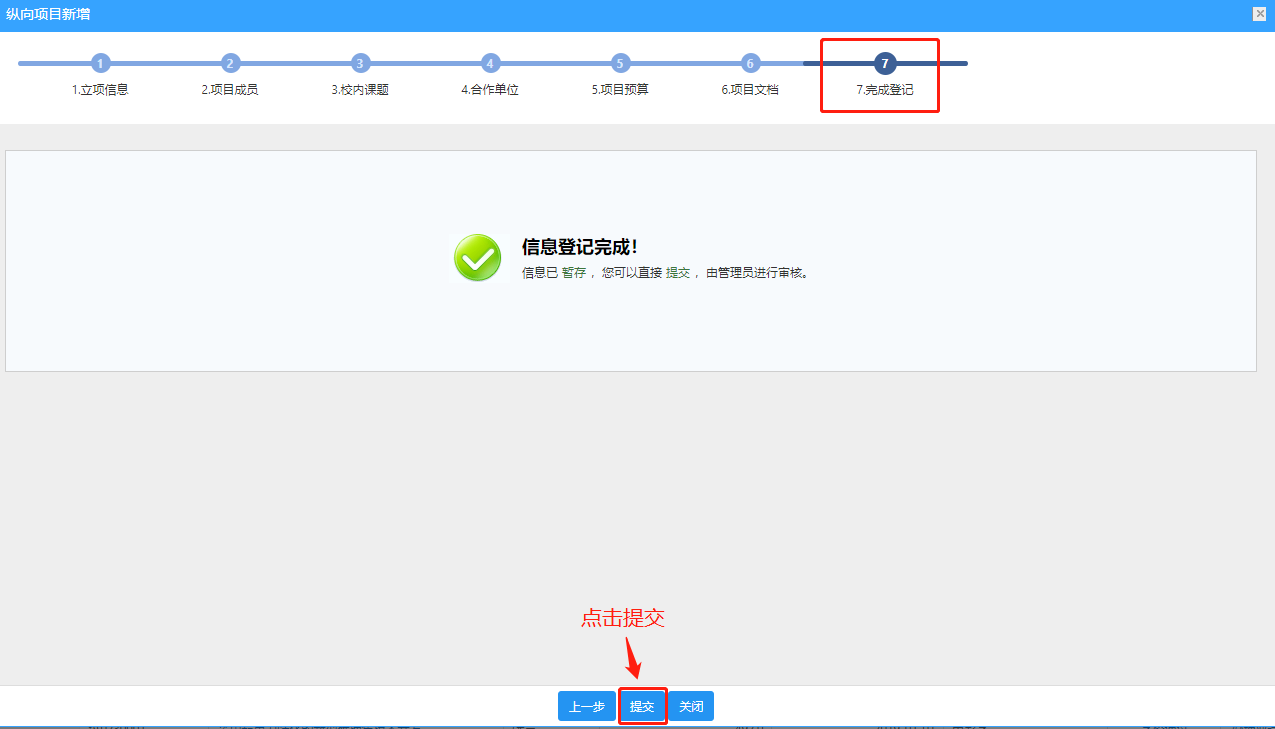 纵向项目新增
1 2 3 4 5 6 7
1.立项信息 2.项目成员 3.校内课题 4.合作单位 5.项目预算 6.项目文档 7.完成登记
信息登记完成！
信息已 暂存 ，您可以直接 提交 ，由管理员进行审核。
点击提交
上一步 提交 关闭